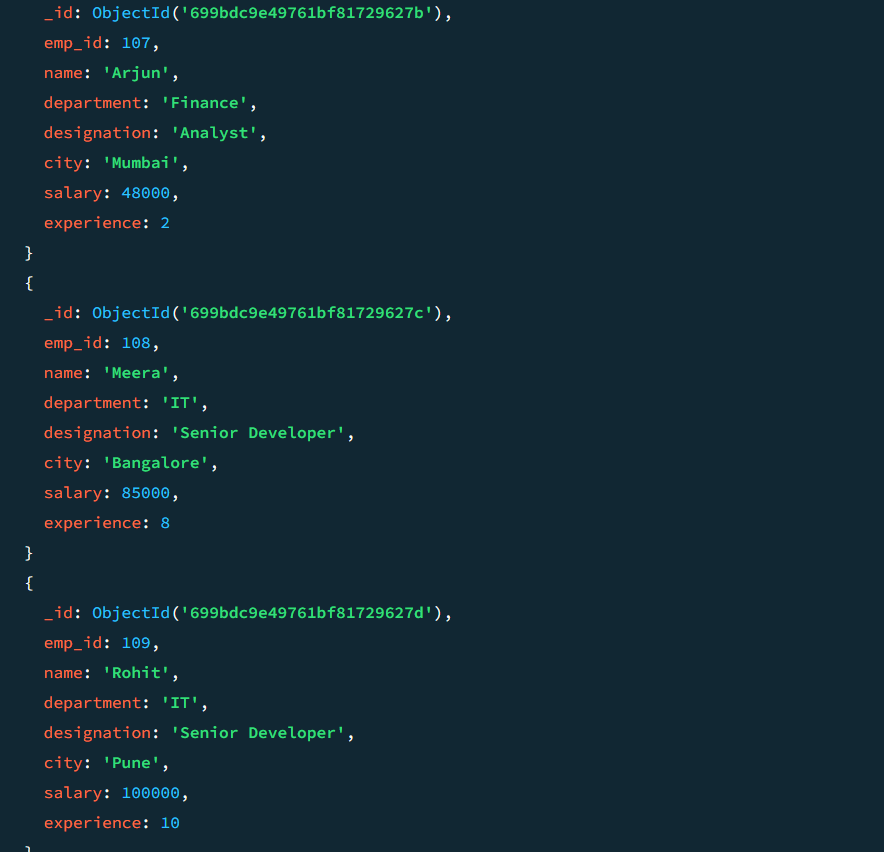 _id: ObjectId('699bdc9e49761bf81729627b'),
emp_id: 107,
name: 'Arjun',
department: 'Finance',
designation: 'Analyst',
city: 'Mumbai',
salary: 48000,
experience: 2
}
{
_id: ObjectId('699bdc9e49761bf81729627c'),
emp_id: 108,
name: 'Meera',
department: 'IT',
designation: 'Senior Developer',
city: 'Bangalore',
salary: 85000,
experience: 8
}
{
_id: ObjectId('699bdc9e49761bf81729627d'),
emp_id: 109,
name: 'Rohit',
department: 'IT',
designation: 'Senior Developer',
city: 'Pune',
salary: 100000,
experience: 10
}